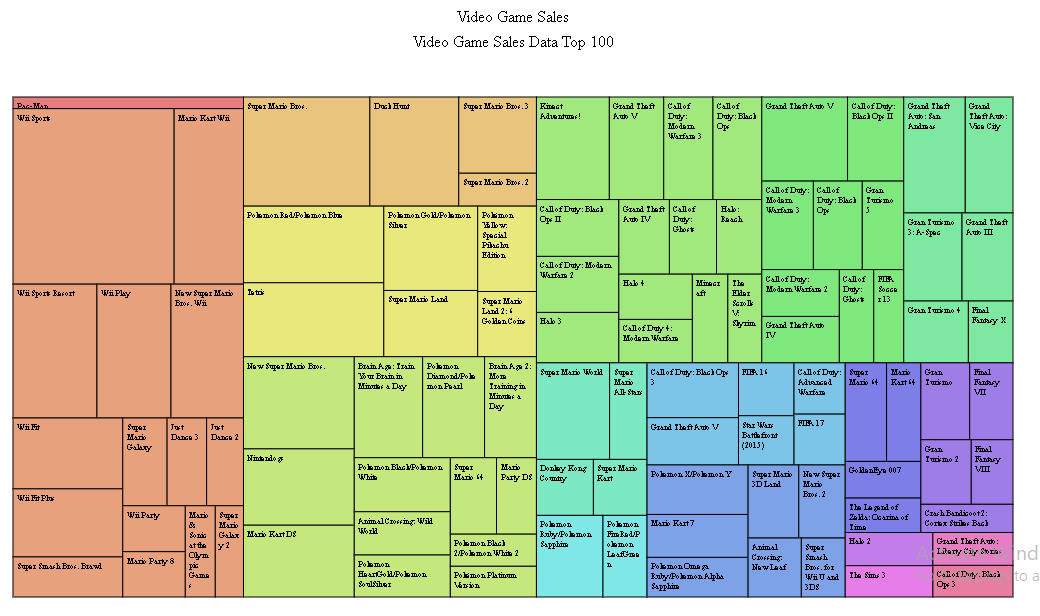 Video Game Sales
Video Game Sales Data Top 100
Pac-Man
Wii Sports
Mario Kart Wii
Wii Sports Resort
Wii Play
New Super Mario
Bros. Wii
Wii Fit
Super
Mario
Galaxy
Just
Dance 3
Just
Dance 2
Wii Fit Plus
Wii Party
Mario
&
Sonic
at the
Olym
pic
Game
s
Super
Mario
Galax
y 2
Super Smash Bros. Brawl
Mario Party 8
Super Mario Bros.
Duck Hunt
Super Mario Bros. 3
Super Mario Bros. 2
Pokemon Red/Pokemon Blue
Pokemon Gold/Pokemon
Silver
Pokemon
Yellow:
Special
Pikachu
Edition
Tetris
Super Mario Land
Super Mario
Land 2: 6
Golden Coins
New Super Mario Bros.
Brain Age: Train
Your Brain in
Minutes a Day
Pokemon
Diamond/Poke
mon Pearl
Brain Age 2:
More
Training in
Minutes a
Day
Nintendogs
Pokemon Black/Pokemon
White
Super
Mario 64
Mario
Party DS
Mario Kart DS
Animal Crossing: Wild
World
Pokemon
HeartGold/Pokemon
SoulSilver
Pokemon Black
2/Pokemon White 2
Pokemon Platinum
Version
Kinect
Adventures!
Grand Theft
Auto V
Call of
Duty:
Modern
Warfare 3
Call of
Duty: Black
Ops
Call of Duty: Black
Ops II
Grand Theft
Auto IV
Call of
Duty:
Ghosts
Halo:
Reach
Call of Duty: Modern
Warfare 2
Halo 3
Halo 4
Call of Duty 4:
Modern Warfare
Minecr
aft
The
Elder
Scrolls
V:
Skyrim
Grand Theft Auto V
Call of Duty:
Black Ops II
Call of Duty:
Modern
Warfare 3
Call of
Duty: Black
Ops
Gran
Turismo
5
Call of Duty:
Modern Warfare 2
Grand Theft Auto
IV
Call of
Duty:
Ghosts
FIFA
Socce
r 13
Grand Theft
Auto: San
Andreas
Grand
Theft Auto:
Vice City
Gran Turismo
3: A-Spec
Grand Theft
Auto III
Gran Turismo 4
Final
Fantasy X
Super Mario World
Super
Mario
All-Stars
Donkey Kong
Country
Super Mario
Kart
Pokemon
Ruby/Pokemon
Sapphire
Pokemon
FireRed/P
okemon
LeafGree
n
Call of Duty: Black Ops
3
FIFA 16
Call of Duty:
Advanced
Warfare
Grand Theft Auto V
Star Wars
Battlefront
(2015)
FIFA 17
Pokemon X/Pokemon Y
Super Mario
3D Land
New Super
Mario
Bros. 2
Mario Kart 7
Pokemon Omega
Ruby/Pokemon Alpha
Sapphire
Animal
Crossing:
New Leaf
Super
Smash
Bros. for
Wii U and
3DS
Super
Mario 64
Mario
Kart 64
GoldenEye 007
The Legend of
Zelda: Ocarina of
Time
Gran
Turismo
Final
Fantasy
VII
Gran
Turismo 2
Final
Fantasy
VIII
Crash Bandicoot 2:
Cortex Strikes Back
Halo 2
Grand Theft Auto:
Liberty City Stories
The Sims 3
Call of Duty: Black
Ops 3